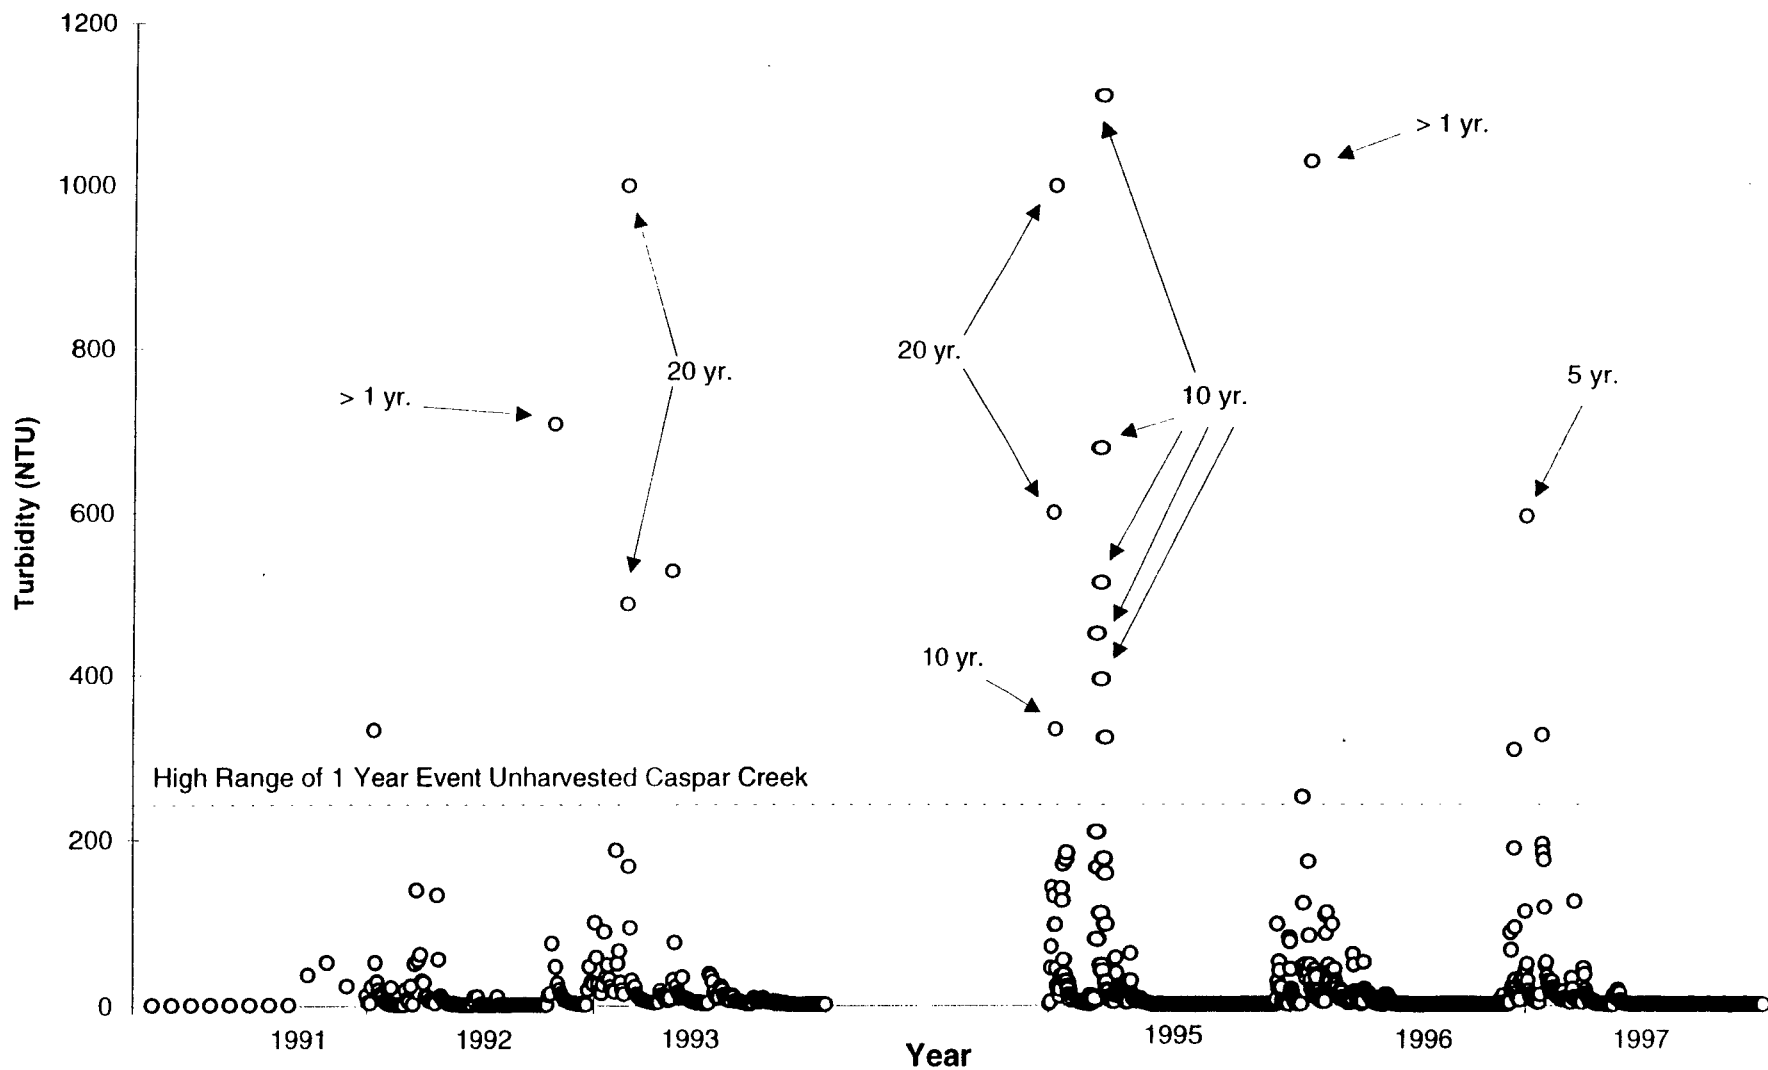 1200
1000
800
600
400
200
0
Turbidity (NTU)
> 1 yr.
20 yr.
20 yr.
10 yr.
> 1 yr.
5 yr.
10 yr.
High Range of 1 Year Event Unharvested Caspar Creek
1991
1992
1993
1995
1996
1997
Year